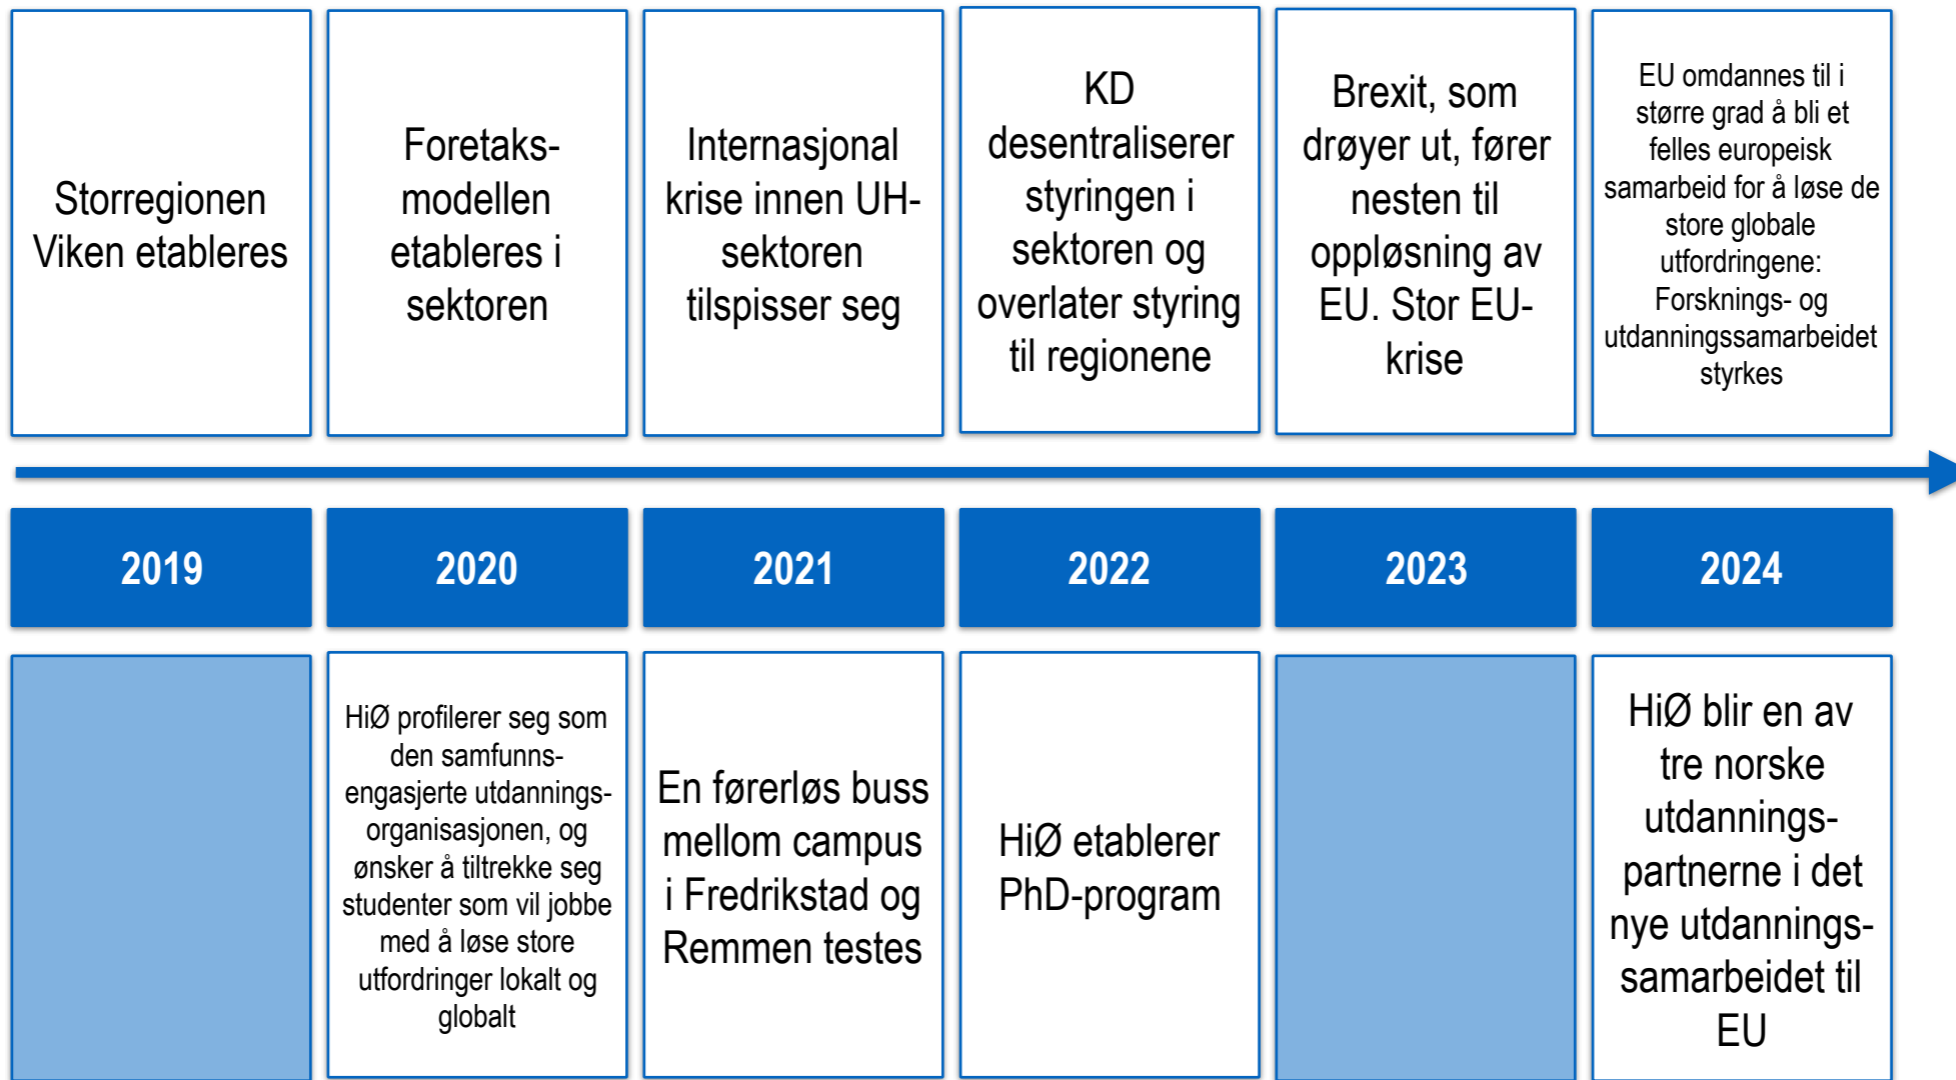 Storregionen
Viken etableres
Foretaks-
modellen
etableres i
sektoren
Internasjonal
krise innen UH-
sektoren
tilspisser seg
KD
desentraliserer
styringen i
sektoren og
overlater styring
til regionene
Brexit, som
drøyer ut, fører
nesten til
oppløsning av
EU. Stor EU-
krise
EU omdannes til i
større grad å bli et
felles europeisk
samarbeid for å løse de
store globale
utfordringene:
Forsknings- og
utdanningssamarbeidet
styrkes
2019
2020
2021
2022
2023
2024
HiØ profilerer seg som
den samfunns-
engasjerte utdannings-
organisasjonen, og
ønsker å tiltrekke seg
studenter som vil jobbe
med å løse store
utfordringer lokalt og
globalt
En førerløs buss
mellom campus
i Fredrikstad og
Remmen testes
HiØ etablerer
PhD-program
HiØ blir en av
tre norske
utdannings-
partnerne i det
nye utdannings-
samarbeidet til
EU